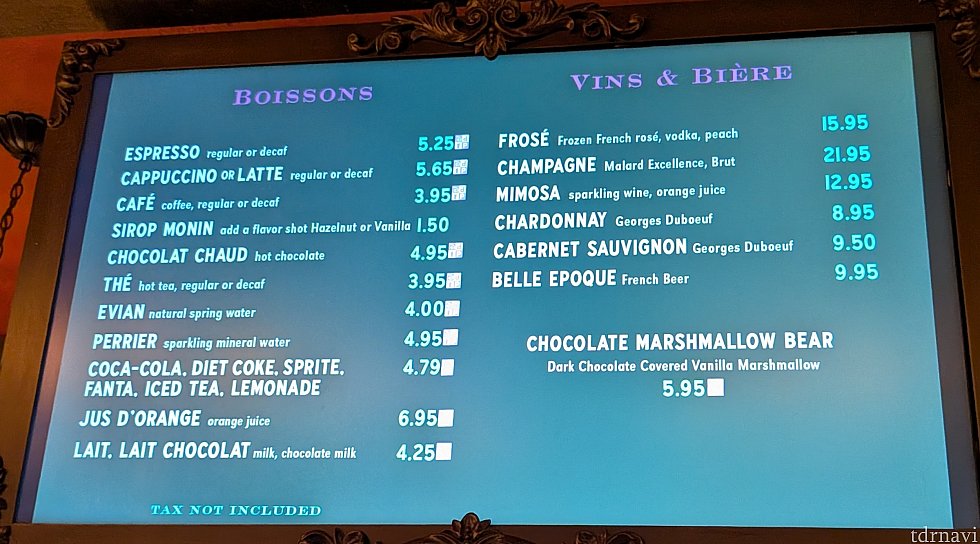 BOISSONS
ESPRESSO regular or decaf 5.25
CAPPUCCINO OR LATTE regular or decaf 5.65
CAFÉ coffee, regular or decaf 3.95
SIROP MONIN add a flavor shot Hazelnut or Vanilla 1.50
CHOCOLAT CHAUD hot chocolate 4.95
THÉ hot tea, regular or decaf 3.95
EVIAN natural spring water 4.00
PERRIER sparkling mineral water 4.95
COCA-COLA, DIET COKE, SPRITE, 4.79
FANTA, ICED TEA, LEMONADE
JUS D'ORANGE orange juice 6.95
LAIT, LAIT CHOCOLAT milk, chocolate milk 4.25
TAX NOT INCLUDED
VINS & BIÈRE
FROSÉ Frozen French rosé, vodka, peach 15.95
CHAMPAGNE Malard Excellence, Brut 21.95
MIMOSA sparkling wine, orange juice 12.95
CHARDONNAY Georges Duboeuf 8.95
CABERNET SAUVIGNON Georges Duboeuf 9.50
BELLE EPOQUE French Beer 9.95
CHOCOLATE MARSHMALLOW BEAR
Dark Chocolate Covered Vanilla Marshmallow
5.95
tdrnavi